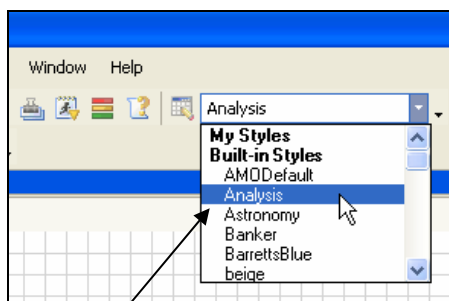 Window Help
Analysis
My Styles
Built-in Styles
AMODefault
Analysis
Astronomy
Banker
BarrettsBlue
beige